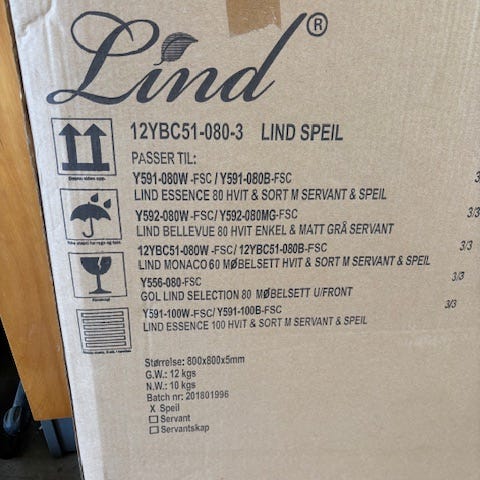 Lind®
12YBC51-080-3 LIND SPEIL
PASSER TIL:
Y591-080W-FSC / Y591-080B-FSC 3
LIND ESSENCE 80 HVIT & SORT M SERVANT & SPEIL
Y592-080W-FSC / Y592-080MG-FSC 3/3
LIND BELLEVUE 80 HVIT ENKEL & MATT GRÅ SERVANT
12YBC51-080W-FSC / 12YBC51-080B-FSC 3/3
LIND MONACO 60 MØBELSETT HVIT & SORT M SERVANT & SPEIL
Y556-080-FSC 3/3
GOL LIND SELECTION 80 MØBELSETT U/FRONT
Y591-100W-FSC / Y591-100B-FSC 3/3
LIND ESSENCE 100 HVIT & SORT M SERVANT & SPEIL
Størrelse: 800x800x5mm
G.W.: 12 kgs
N.W.: 10 kgs
Batch nr: 201801996
X Speil
Servant
Servantskap